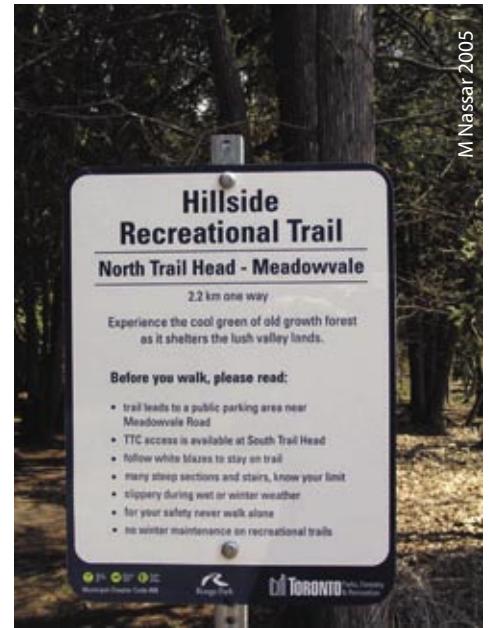 M Nassar 2005
Hillside
Recreational Trail
North Trail Head - Meadowvale
2.2 km one way
Experience the cool green of old growth forest
as it shelters the lush valley lands.
Before you walk, please read:
• trail leads to a public parking area near
Meadowvale Road
• TTC access is available at South Trail Head
• follow white blazes to stay on trail
• many steep sections and stairs, know your limit
• slippery during wet or winter weather
• for your safety never walk alone
• no winter maintenance on recreational trails
Rouge Park
TORONTO Parks, Forestry
& Recreation